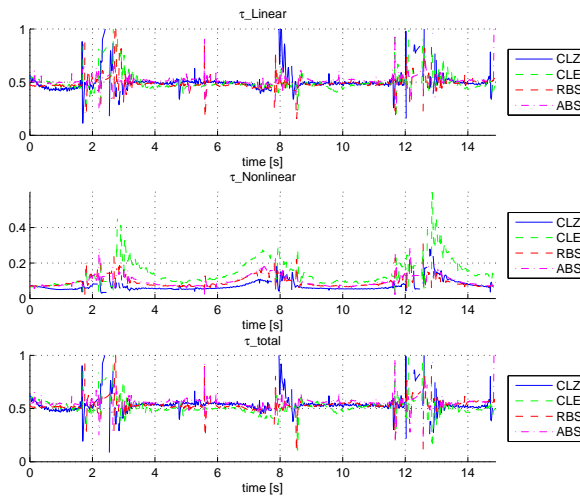 τ_Linear
1
0.5
0
0 2 4 6 8 10 12 14
time [s]
CLZ
CLE
RBS
ABS
τ_Nonlinear
0.4
0.2
0
0 2 4 6 8 10 12 14
time [s]
CLZ
CLE
RBS
ABS
τ_total
1
0.5
0
0 2 4 6 8 10 12 14
time [s]
CLZ
CLE
RBS
ABS